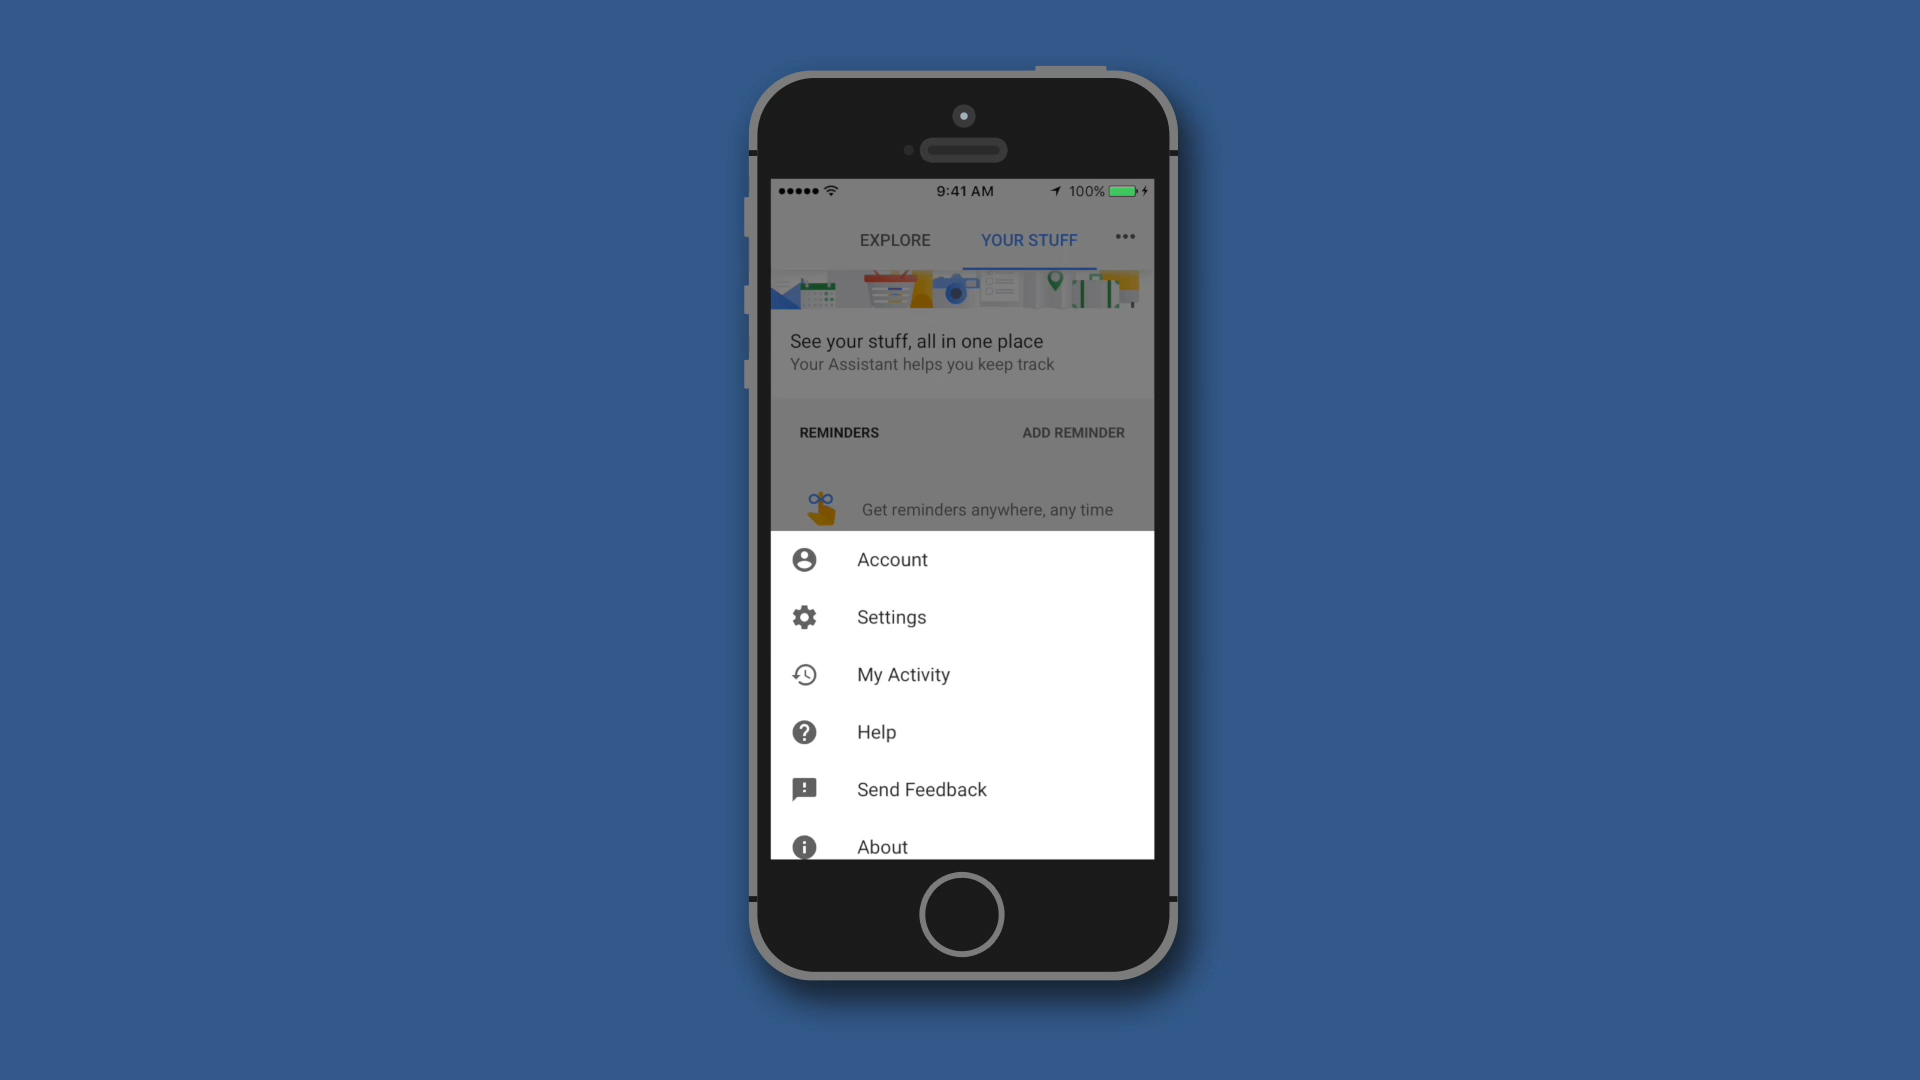 9:41 AM 100%
EXPLORE YOUR STUFF
See your stuff, all in one place
Your Assistant helps you keep track
REMINDERS ADD REMINDER
Get reminders anywhere, any time
Account
Settings
My Activity
Help
Send Feedback
About